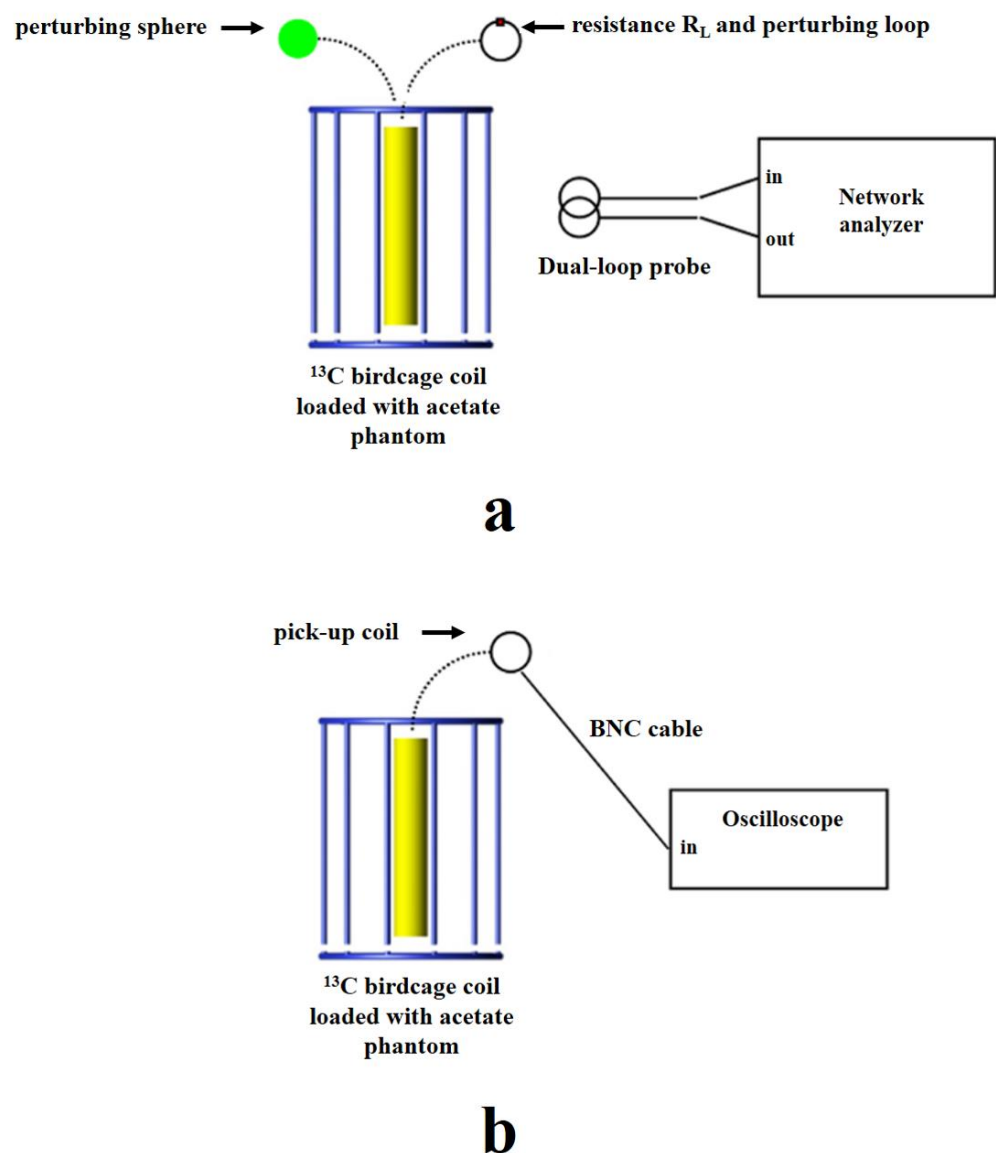 perturbing sphere
resistance R_L and perturbing loop
in
Network
analyzer
out
Dual-loop probe
¹³C birdcage coil
loaded with acetate
phantom
a
pick-up coil
BNC cable
Oscilloscope
in
¹³C birdcage coil
loaded with acetate
phantom
b